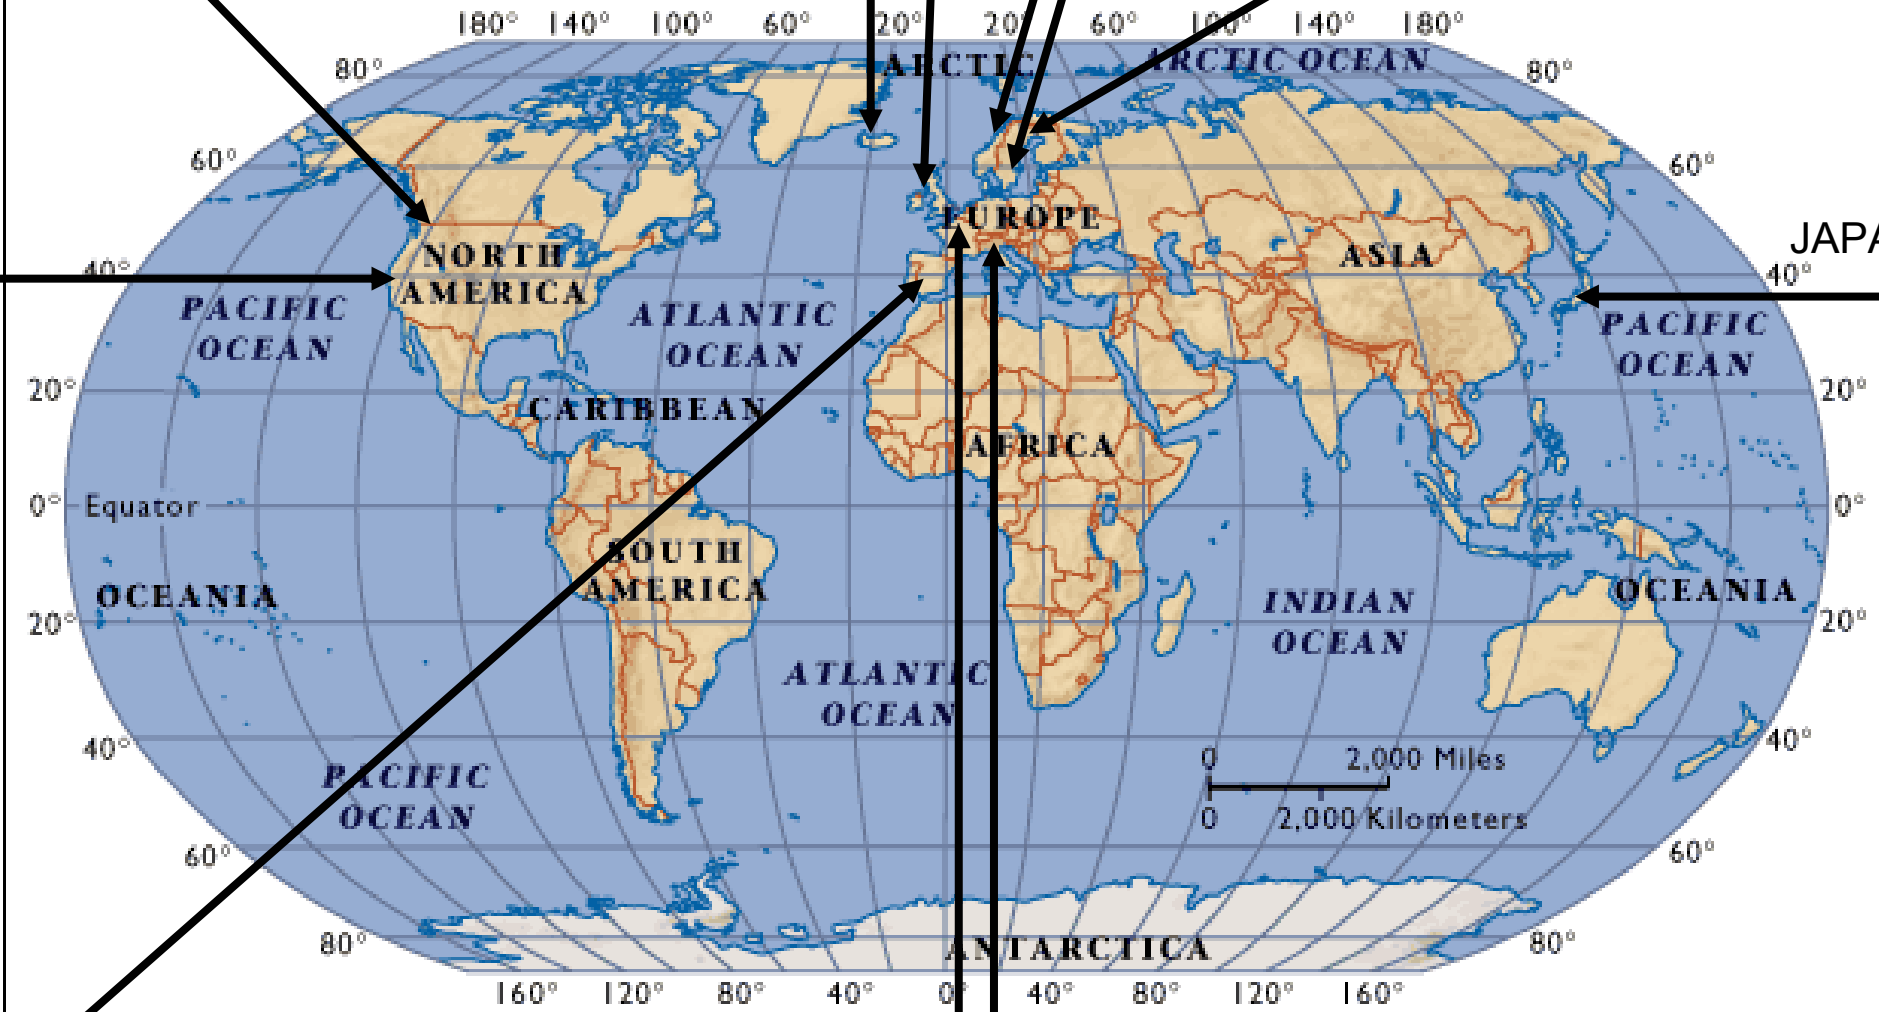 180° 140° 100° 60° 20° 20° 60° 100° 140° 180°
ARCTIC
ARCTIC OCEAN
80° 80°
60° 60°
EUROPE
JAPA
NORTH
AMERICA
ASIA
40° 40°
PACIFIC
OCEAN
ATLANTIC
OCEAN
PACIFIC
OCEAN
20° 20°
CARIBBEAN
AFRICA
0° Equator 0°
SOUTH
AMERICA
OCEANIA
INDIAN
OCEAN
OCEANIA
20° 20°
ATLANTIC
OCEAN
40° 40°
PACIFIC
OCEAN
0 2,000 Miles
0 2,000 Kilometers
60° 60°
80° 80°
ANTARCTICA
160° 120° 80° 40° 0° 40° 80° 120° 160°